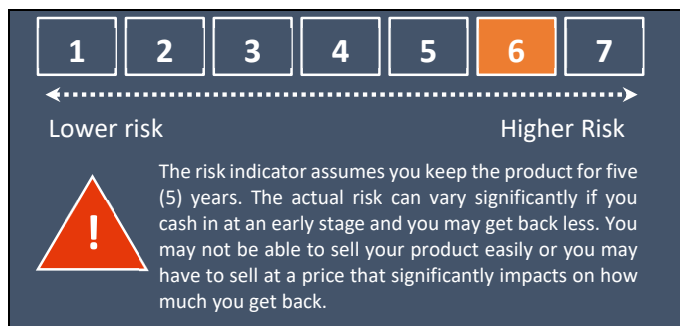 1 2 3 4 5 6 7
Lower risk Higher Risk
The risk indicator assumes you keep the product for five
(5) years. The actual risk can vary significantly if you
cash in at an early stage and you may get back less. You
may not be able to sell your product easily or you may
have to sell at a price that significantly impacts on how
much you get back.
!